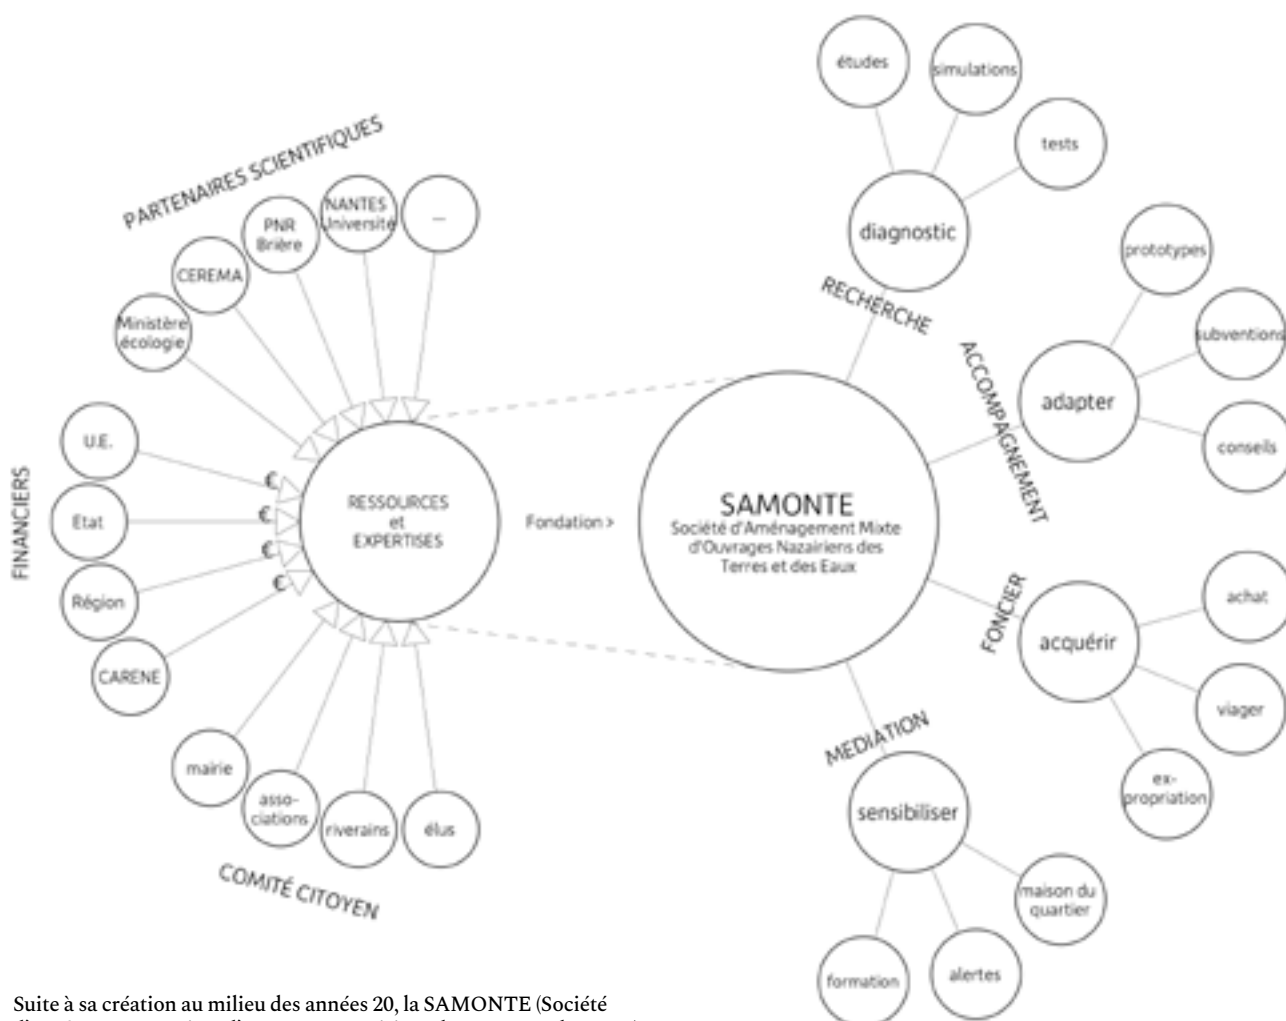 PARTENAIRES SCIENTIFIQUES
Ministère
écologie
CEREMA
PNR
Brière
NANTES
Université
...
FINANCIERS
U.E.
Etat
Région
CARENE
€
€
€
€
RESSOURCES
et
EXPERTISES
mairie
asso-
ciations
riverains
élus
COMITÉ CITOYEN
Fondation >
SAMONTE
Société d'Aménagement Mixte
d'Ouvrages Nazairiens des
Terres et des Eaux
RECHERCHE
diagnostic
études
simulations
tests
ACCOMPAGNEMENT
adapter
prototypes
subventions
conseils
FONCIER
acquérir
achat
viager
ex-
propriation
MEDIATION
sensibiliser
maison du
quartier
alertes
formation
Suite à sa création au milieu des années 20, la SAMONTE (Société